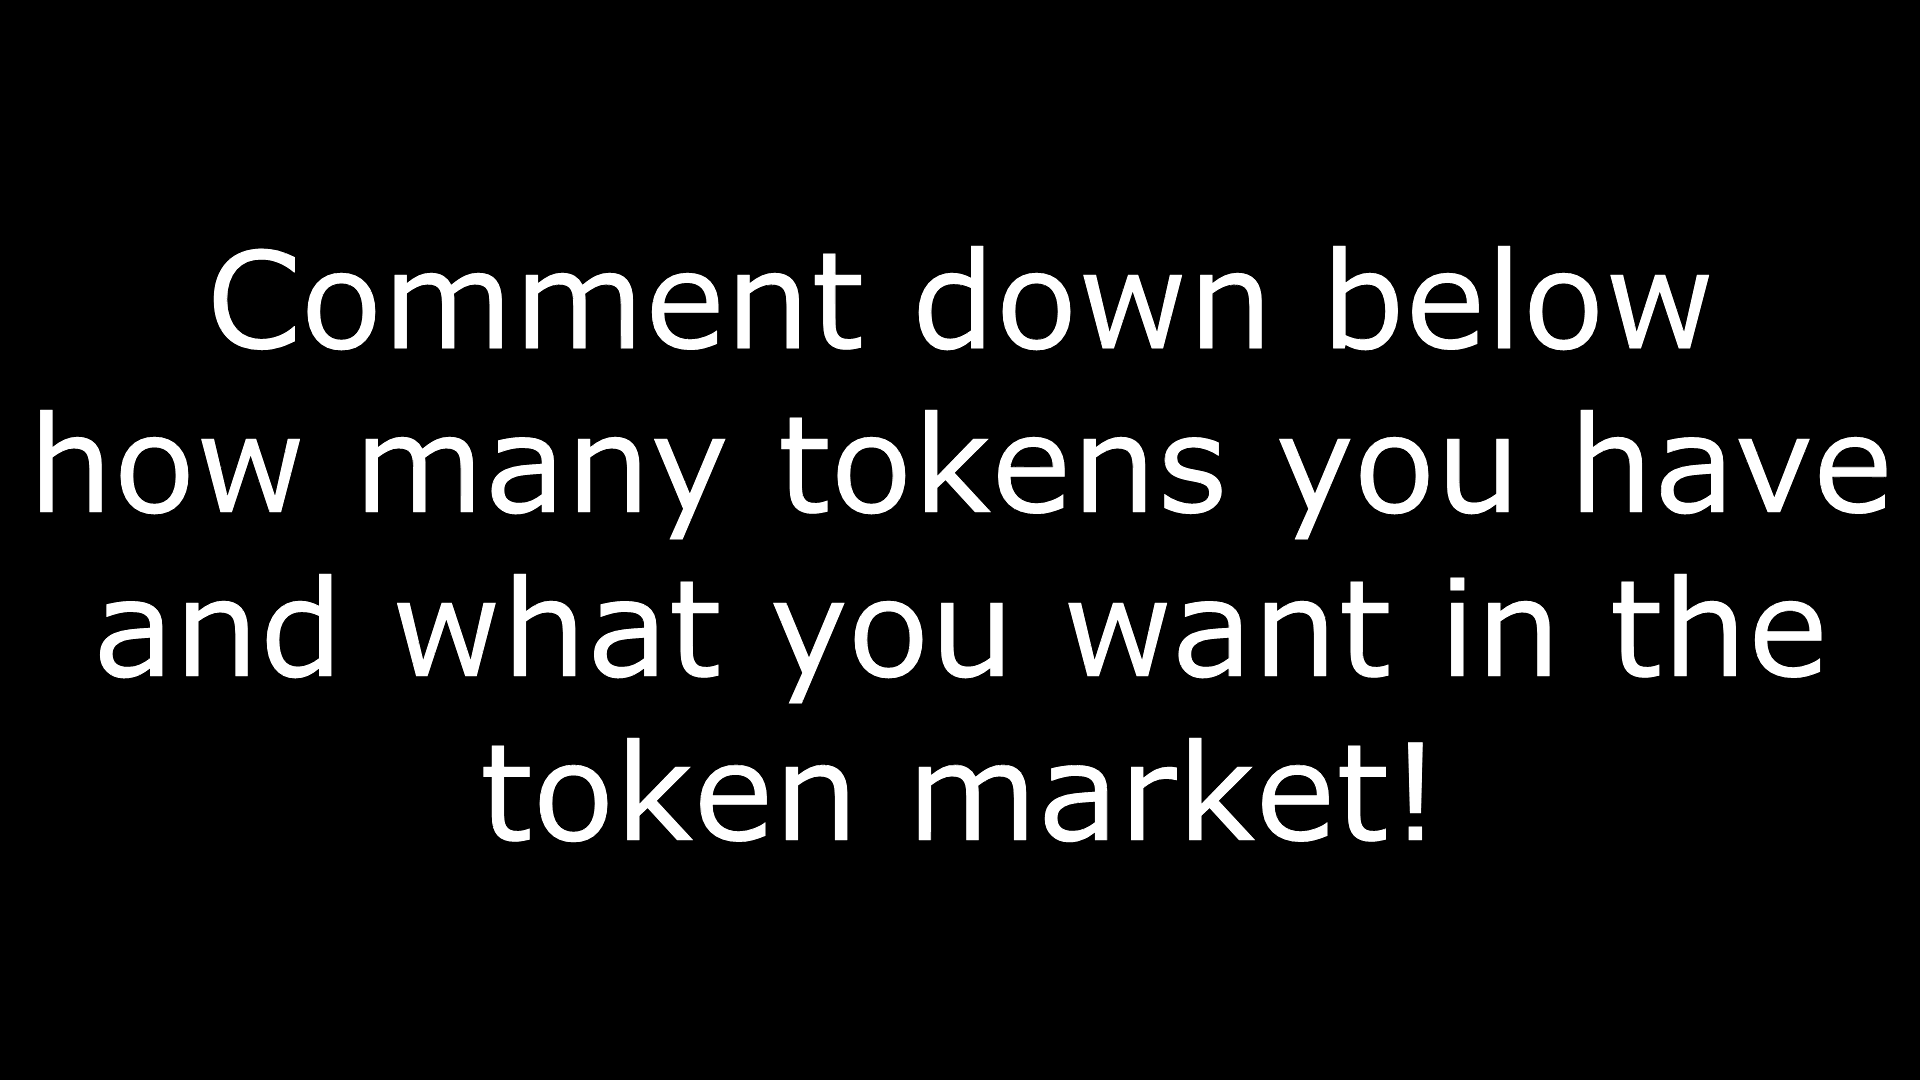 Comment down below
how many tokens you have
and what you want in the
token market!